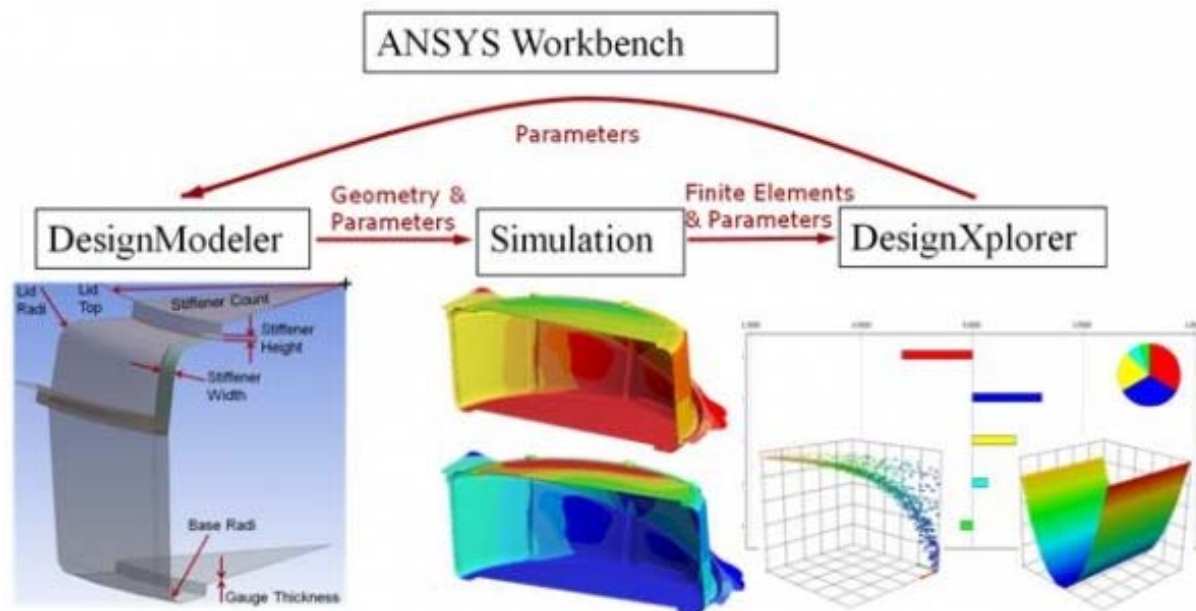 ANSYS Workbench
Parameters
Geometry &
Parameters
Finite Elements
& Parameters
DesignModeler
Simulation
DesignXplorer
Lid
Radi
Lid
Top
Stiffener Count
Stiffener
Height
Stiffener
Width
Base Radi
Gauge Thickness